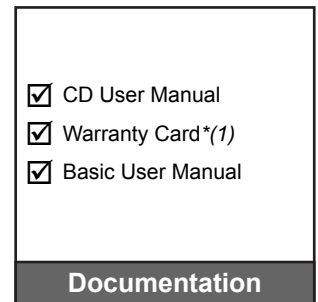 CD User Manual
Warranty Card*(1)
Basic User Manual
Documentation